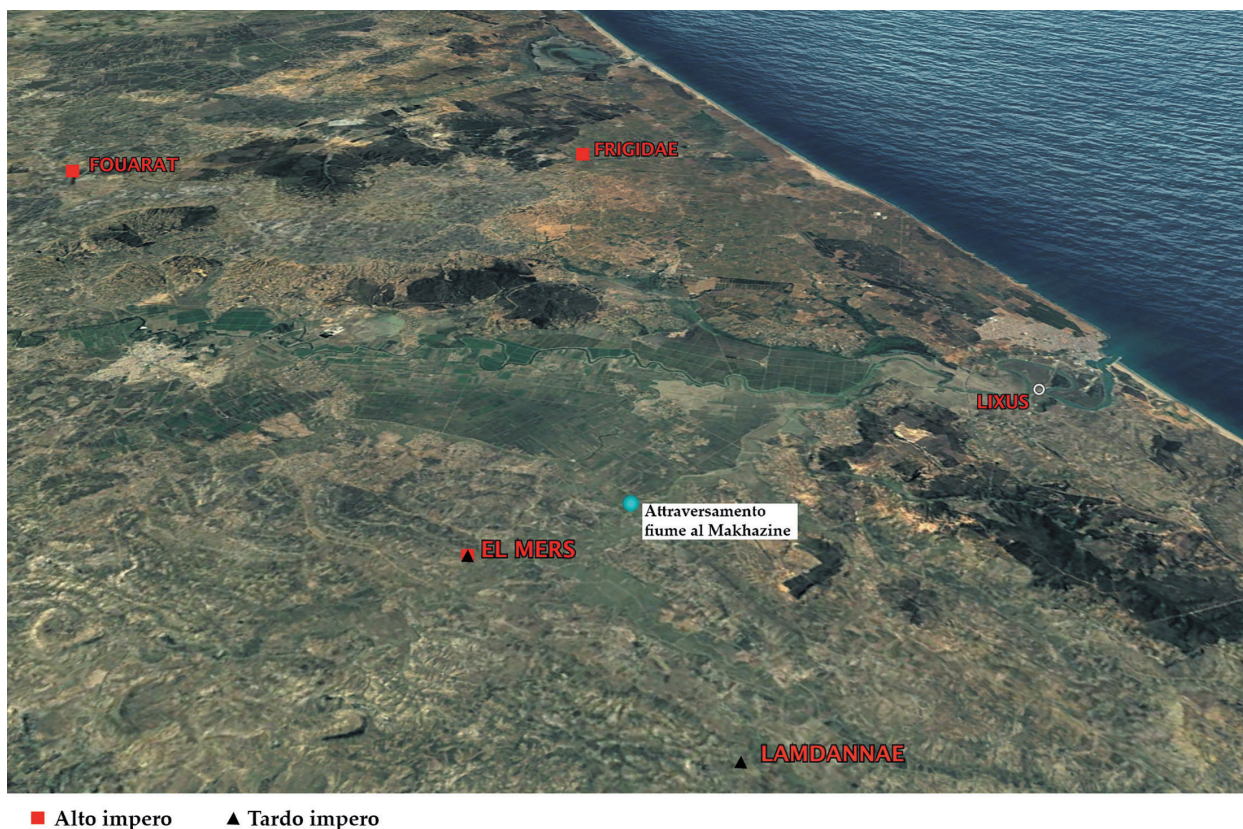 FRIGIDAE
FOUARAT
LIXUS
Attraversamento
fiume al Makhazine
EL MERS
LAMDANNAE
Alto impero
Tardo impero